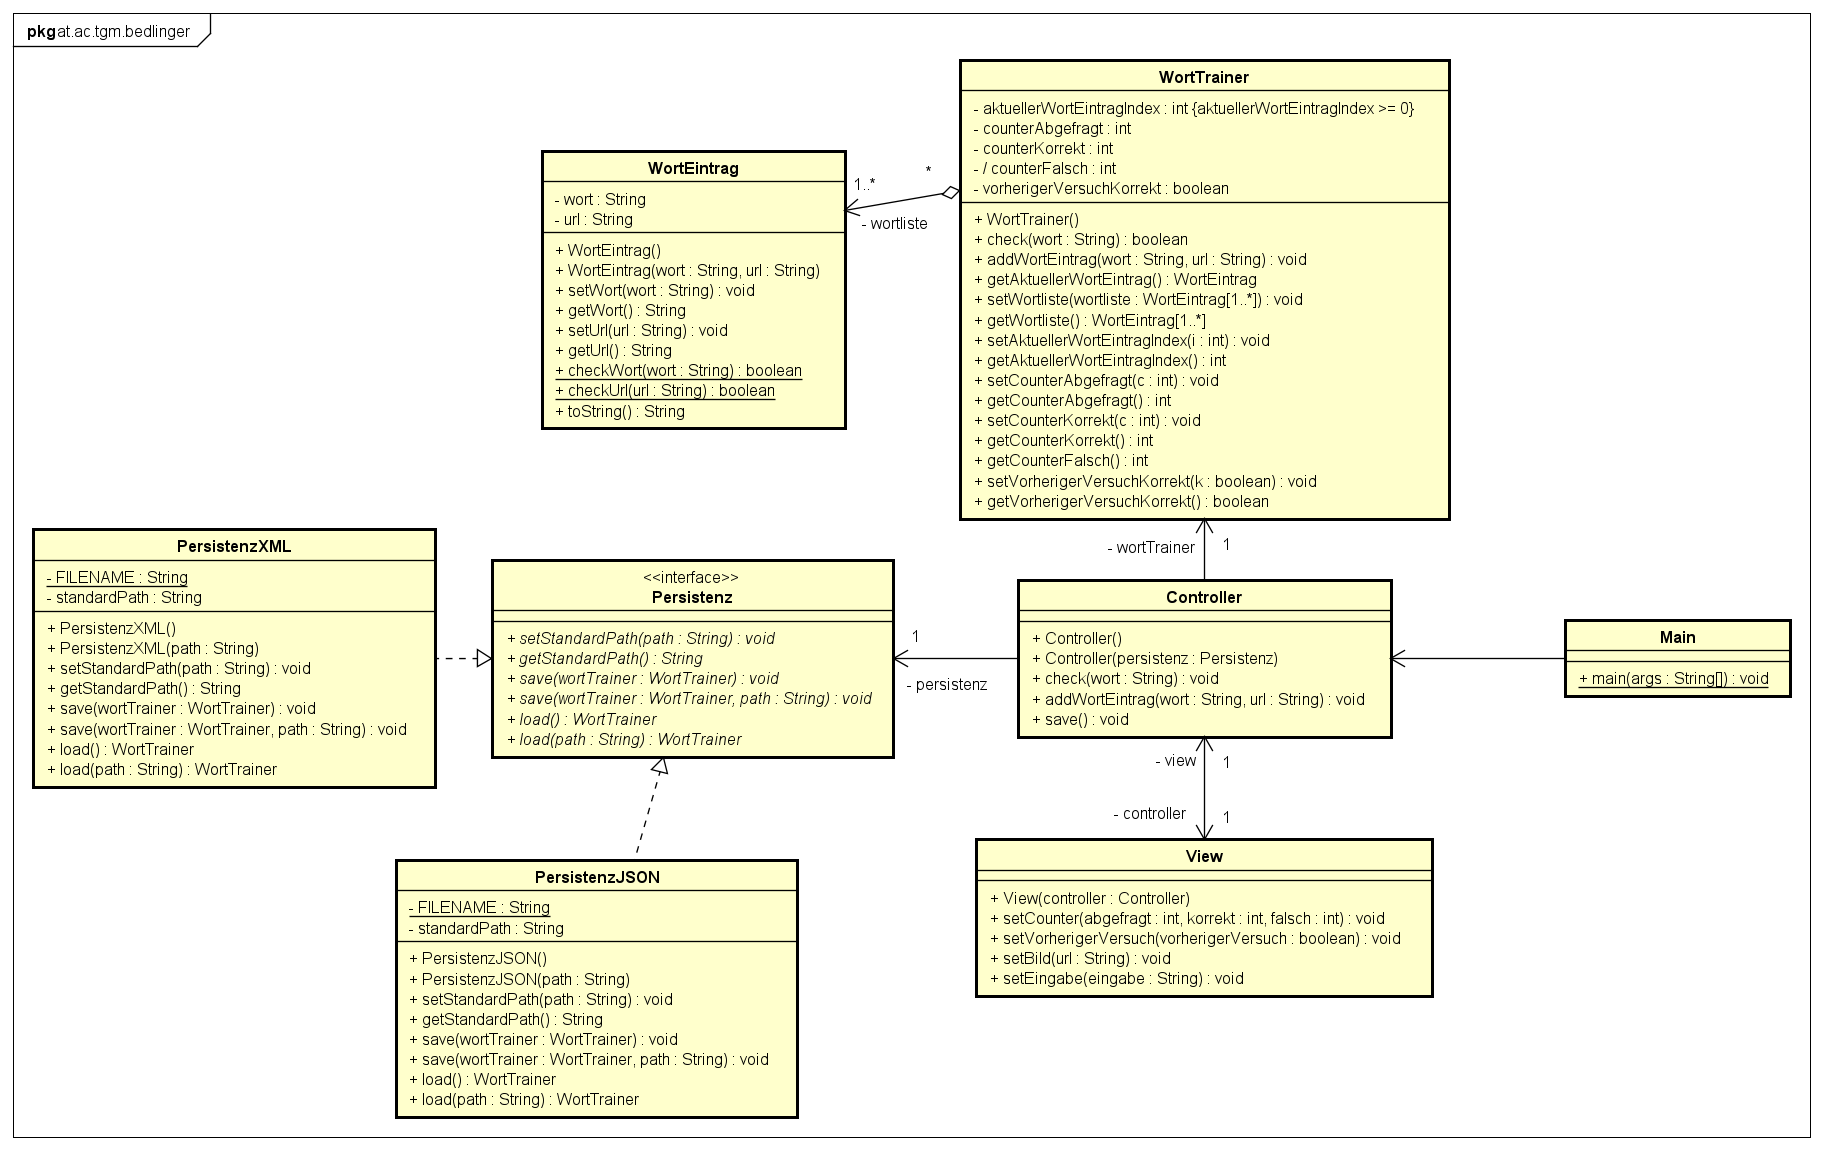 pkg at.ac.tgm.bedlinger
WortTrainer
- aktuellerWortEintragIndex : int {aktuellerWortEintragIndex >= 0}
- counterAbgefragt : int
- counterKorrekt : int
- / counterFalsch : int
- vorherigerVersuchKorrekt : boolean
+ WortTrainer()
+ check(wort : String) : boolean
+ addWortEintrag(wort : String, url : String) : void
+ getAktuellerWortEintrag() : WortEintrag
+ setWortliste(wortliste : WortEintrag[1..*]) : void
+ getWortliste() : WortEintrag[1..*]
+ setAktuellerWortEintragIndex(i : int) : void
+ getAktuellerWortEintragIndex() : int
+ setCounterAbgefragt(c : int) : void
+ getCounterAbgefragt() : int
+ setCounterKorrekt(c : int) : void
+ getCounterKorrekt() : int
+ getCounterFalsch() : int
+ setVorherigerVersuchKorrekt(k : boolean) : void
+ getVorherigerVersuchKorrekt() : boolean
WortEintrag
- wort : String
- url : String
+ WortEintrag()
+ WortEintrag(wort : String, url : String)
+ setWort(wort : String) : void
+ getWort() : String
+ setUrl(url : String) : void
+ getUrl() : String
+ checkWort(wort : String) : boolean
+ checkUrl(url : String) : boolean
+ toString() : String
1..*
*
- wortliste
PersistenzXML
- FILENAME : String
- standardPath : String
+ PersistenzXML()
+ PersistenzXML(path : String)
+ setStandardPath(path : String) : void
+ getStandardPath() : String
+ save(wortTrainer : WortTrainer) : void
+ save(wortTrainer : WortTrainer, path : String) : void
+ load() : WortTrainer
+ load(path : String) : WortTrainer
<<interface>>
Persistenz
+ setStandardPath(path : String) : void
+ getStandardPath() : String
+ save(wortTrainer : WortTrainer) : void
+ save(wortTrainer : WortTrainer, path : String) : void
+ load() : WortTrainer
+ load(path : String) : WortTrainer
1
- persistenz
- wortTrainer
1
Controller
+ Controller()
+ Controller(persistenz : Persistenz)
+ check(wort : String) : void
+ addWortEintrag(wort : String, url : String) : void
+ save() : void
Main
+ main(args : String[]) : void
- view
1
- controller
1
View
+ View(controller : Controller)
+ setCounter(abgefragt : int, korrekt : int, falsch : int) : void
+ setVorherigerVersuch(vorherigerVersuch : boolean) : void
+ setBild(url : String) : void
+ setEingabe(eingabe : String) : void
PersistenzJSON
- FILENAME : String
- standardPath : String
+ PersistenzJSON()
+ PersistenzJSON(path : String)
+ setStandardPath(path : String) : void
+ getStandardPath() : String
+ save(wortTrainer : WortTrainer) : void
+ save(wortTrainer : WortTrainer, path : String) : void
+ load() : WortTrainer
+ load(path : String) : WortTrainer